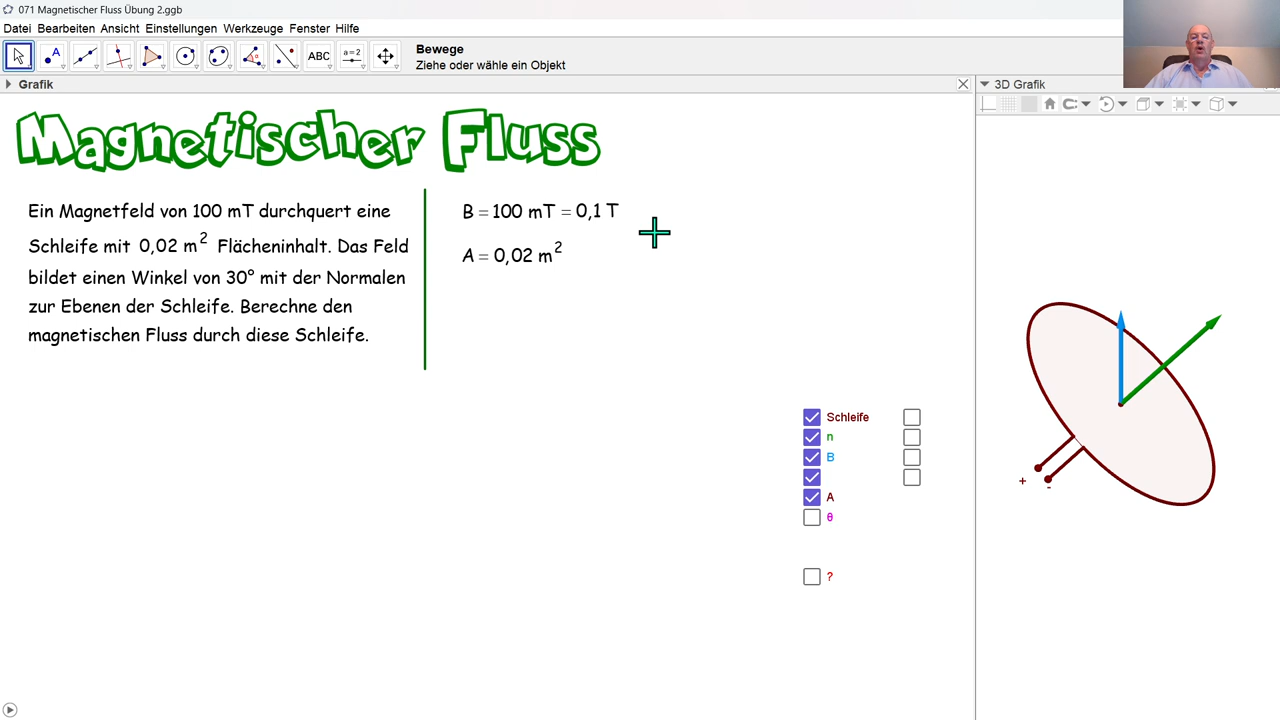 071 Magnetischer Fluss Übung 2.ggb
Datei Bearbeiten Ansicht Einstellungen Werkzeuge Fenster Hilfe
A
ABC
a=2
Bewege
Ziehe oder wähle ein Objekt
Grafik
3D Grafik
Magnetischer Fluss
Ein Magnetfeld von 100 mT durchquert eine
Schleife mit 0,02 m² Flächeninhalt. Das Feld
bildet einen Winkel von 30° mit der Normalen
zur Ebenen der Schleife. Berechne den
magnetischen Fluss durch diese Schleife.
B = 100 mT = 0,1 T
A = 0,02 m²
Schleife
n
B
A
θ
?
+
-